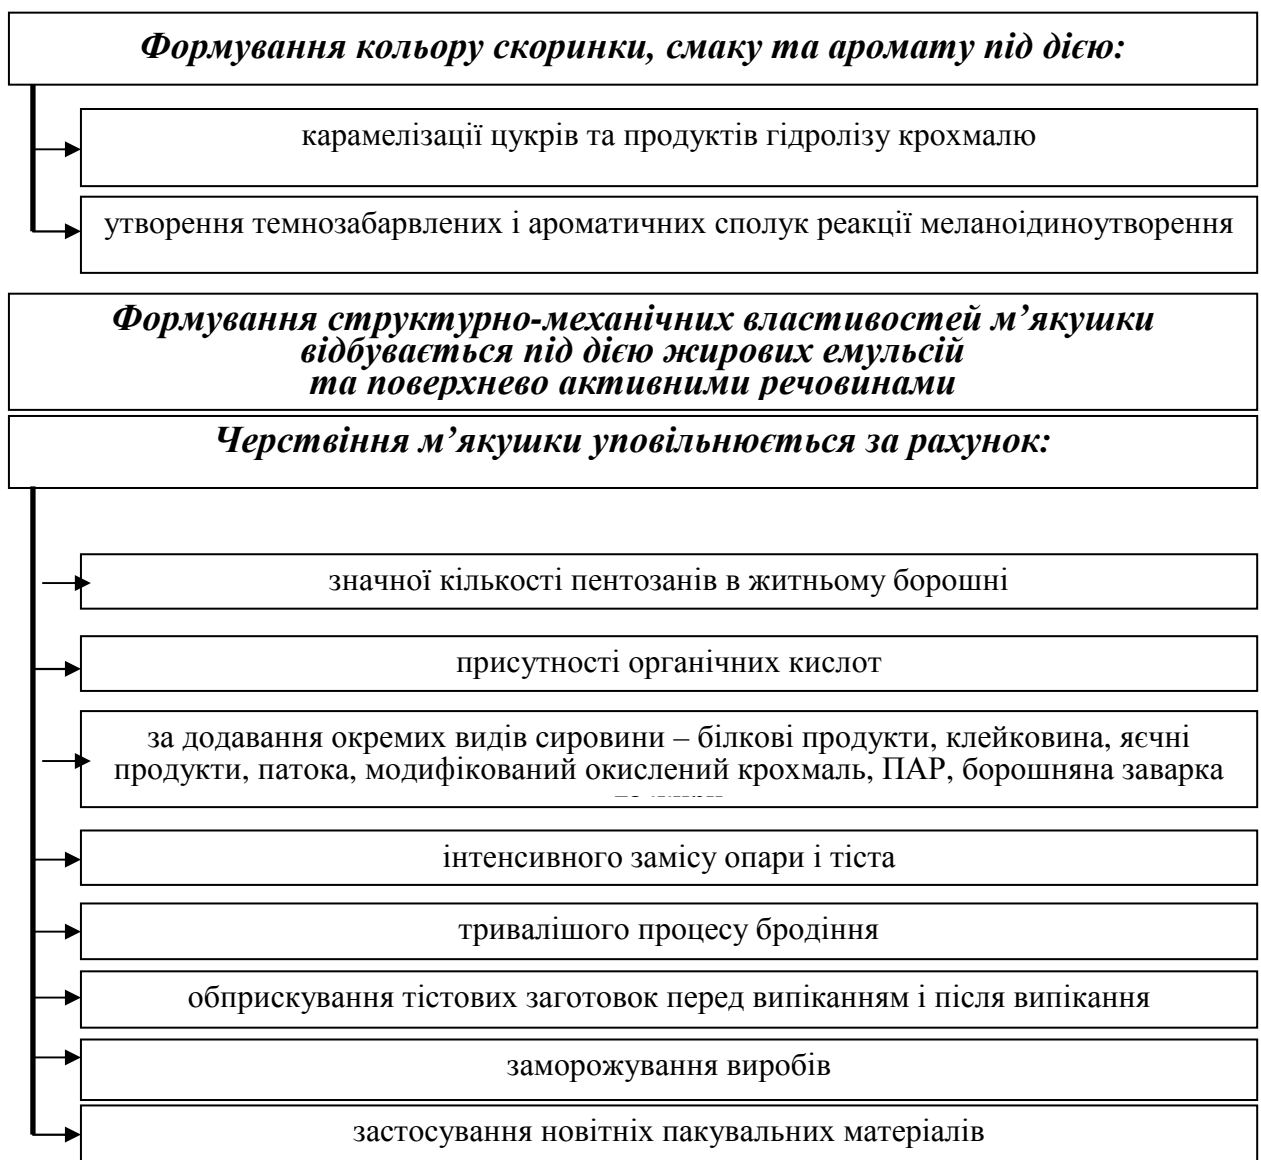 Формування кольору скоринки, смаку та аромату під дією:
карамелізації цукрів та продуктів гідролізу крохмалю
утворення темнозабарвлених і ароматичних сполук реакції меланоідиноутворення
Формування структурно-механічних властивостей м’якушки
відбувається під дією жирових емульсій
та поверхнево активними речовинами
Черствіння м’якушки уповільнюється за рахунок:
значної кількості пентозанів в житньому борошні
присутності органічних кислот
за додавання окремих видів сировини – білкові продукти, клейковина, яєчні
продукти, патока, модифікований окислений крохмаль, ПАР, борошняна заварка
інтенсивного замісу опари і тіста
тривалішого процесу бродіння
обприскування тістових заготовок перед випіканням і після випікання
заморожування виробів
застосування новітніх пакувальних матеріалів